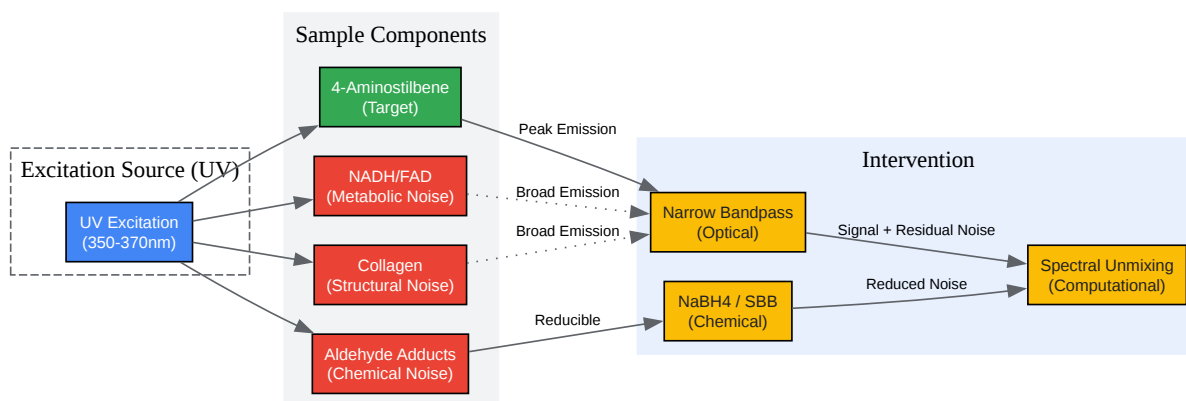 Sample Components
4-Aminostilbene
(Target)
Peak Emission
Excitation Source (UV)
Intervention
NADH/FAD
(Metabolic Noise)
Broad Emission
UV Excitation
(350-370nm)
Narrow Bandpass
(Optical)
Signal + Residual Noise
Broad Emission
Collagen
(Structural Noise)
Spectral Unmixing
(Computational)
Reduced Noise
NaBH4 / SBB
(Chemical)
Reducible
Aldehyde Adducts
(Chemical Noise)